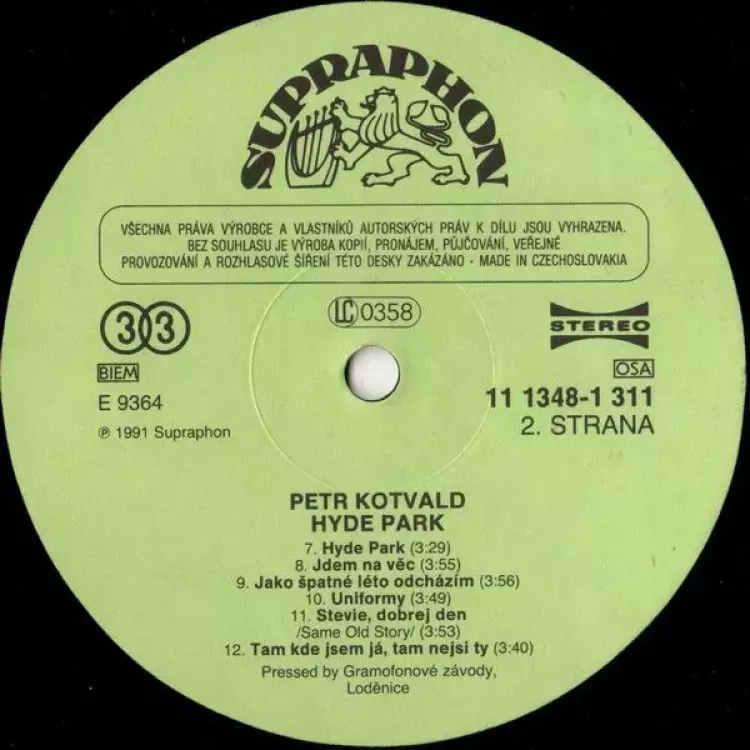 SUPRAPHON
VŠECHNA PRÁVA VÝROBCE A VLASTNÍKŮ AUTORSKÝCH PRÁV K DÍLU JSOU VYHRAZENA.
BEZ SOUHLASU JE VÝROBA KOPIÍ, PRONÁJEM, PŮJČOVÁNÍ, VEŘEJNÉ
PROVOZOVÁNÍ A ROZHLASOVÉ ŠÍŘENÍ TÉTO DESKY ZAKÁZÁNO · MADE IN CZECHOSLOVAKIA
33
LC 0358
STEREO
BIEM
OSA
E 9364
11 1348-1 311
℗ 1991 Supraphon
2. STRANA
PETR KOTVALD
HYDE PARK
7. Hyde Park (3:29)
8. Jdem na věc (3:55)
9. Jako špatné léto odcházím (3:56)
10. Uniformy (3:49)
11. Stevie, dobrej den
/Same Old Story/ (3:53)
12. Tam kde jsem já, tam nejsi ty (3:40)
Pressed by Gramofonové závody,
Loděnice